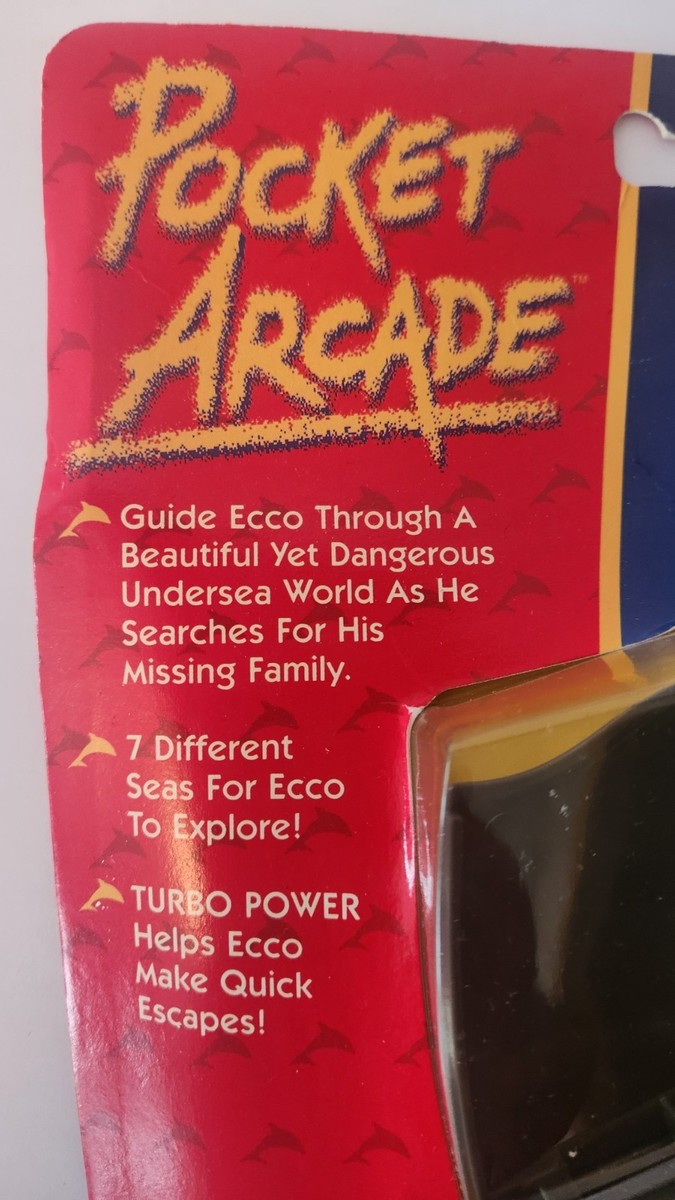 POCKET
ARCADE™
Guide Ecco Through A
Beautiful Yet Dangerous
Undersea World As He
Searches For His
Missing Family.
7 Different
Seas For Ecco
To Explore!
TURBO POWER
Helps Ecco
Make Quick
Escapes!